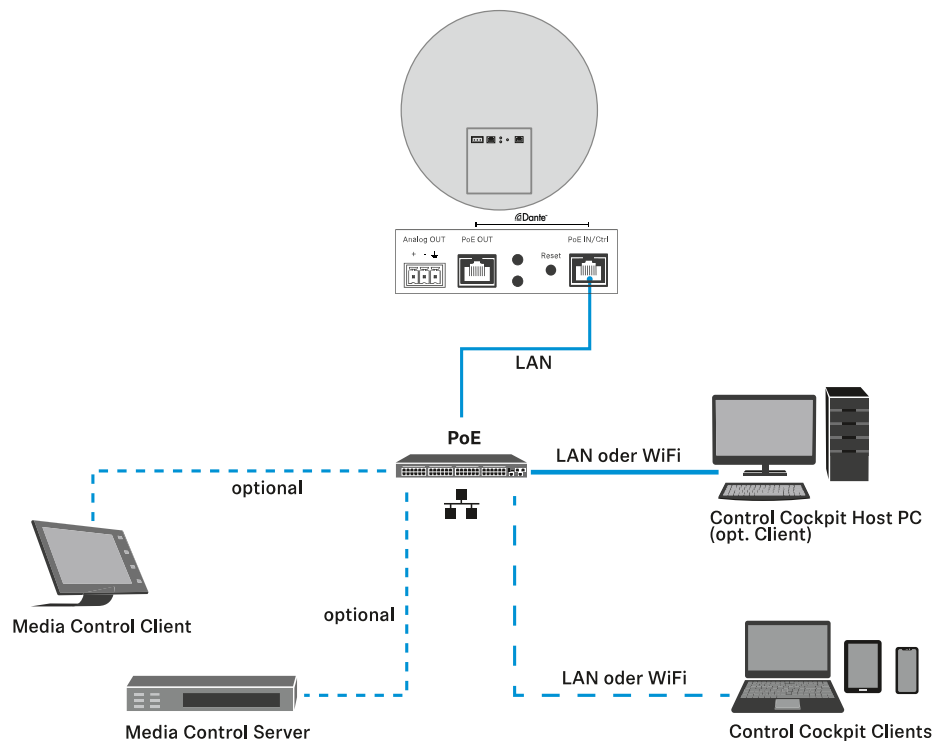 Dante
Analog OUT
PoE OUT
PoE IN/Ctrl
+ -
Reset
LAN
PoE
LAN oder WiFi
optional
Control Cockpit Host PC
(opt. Client)
optional
Media Control Client
LAN oder WiFi
Media Control Server
Control Cockpit Clients